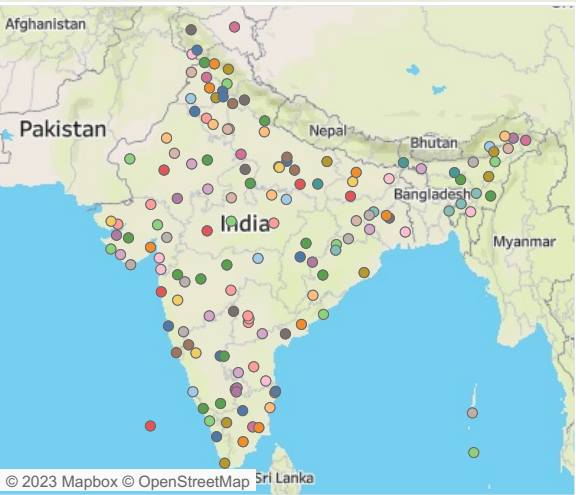 Afghanistan
Pakistan
Nepal
Bhutan
Bangladesh
India
Myanmar
© 2023 Mapbox © OpenStreetMap
Sri Lanka